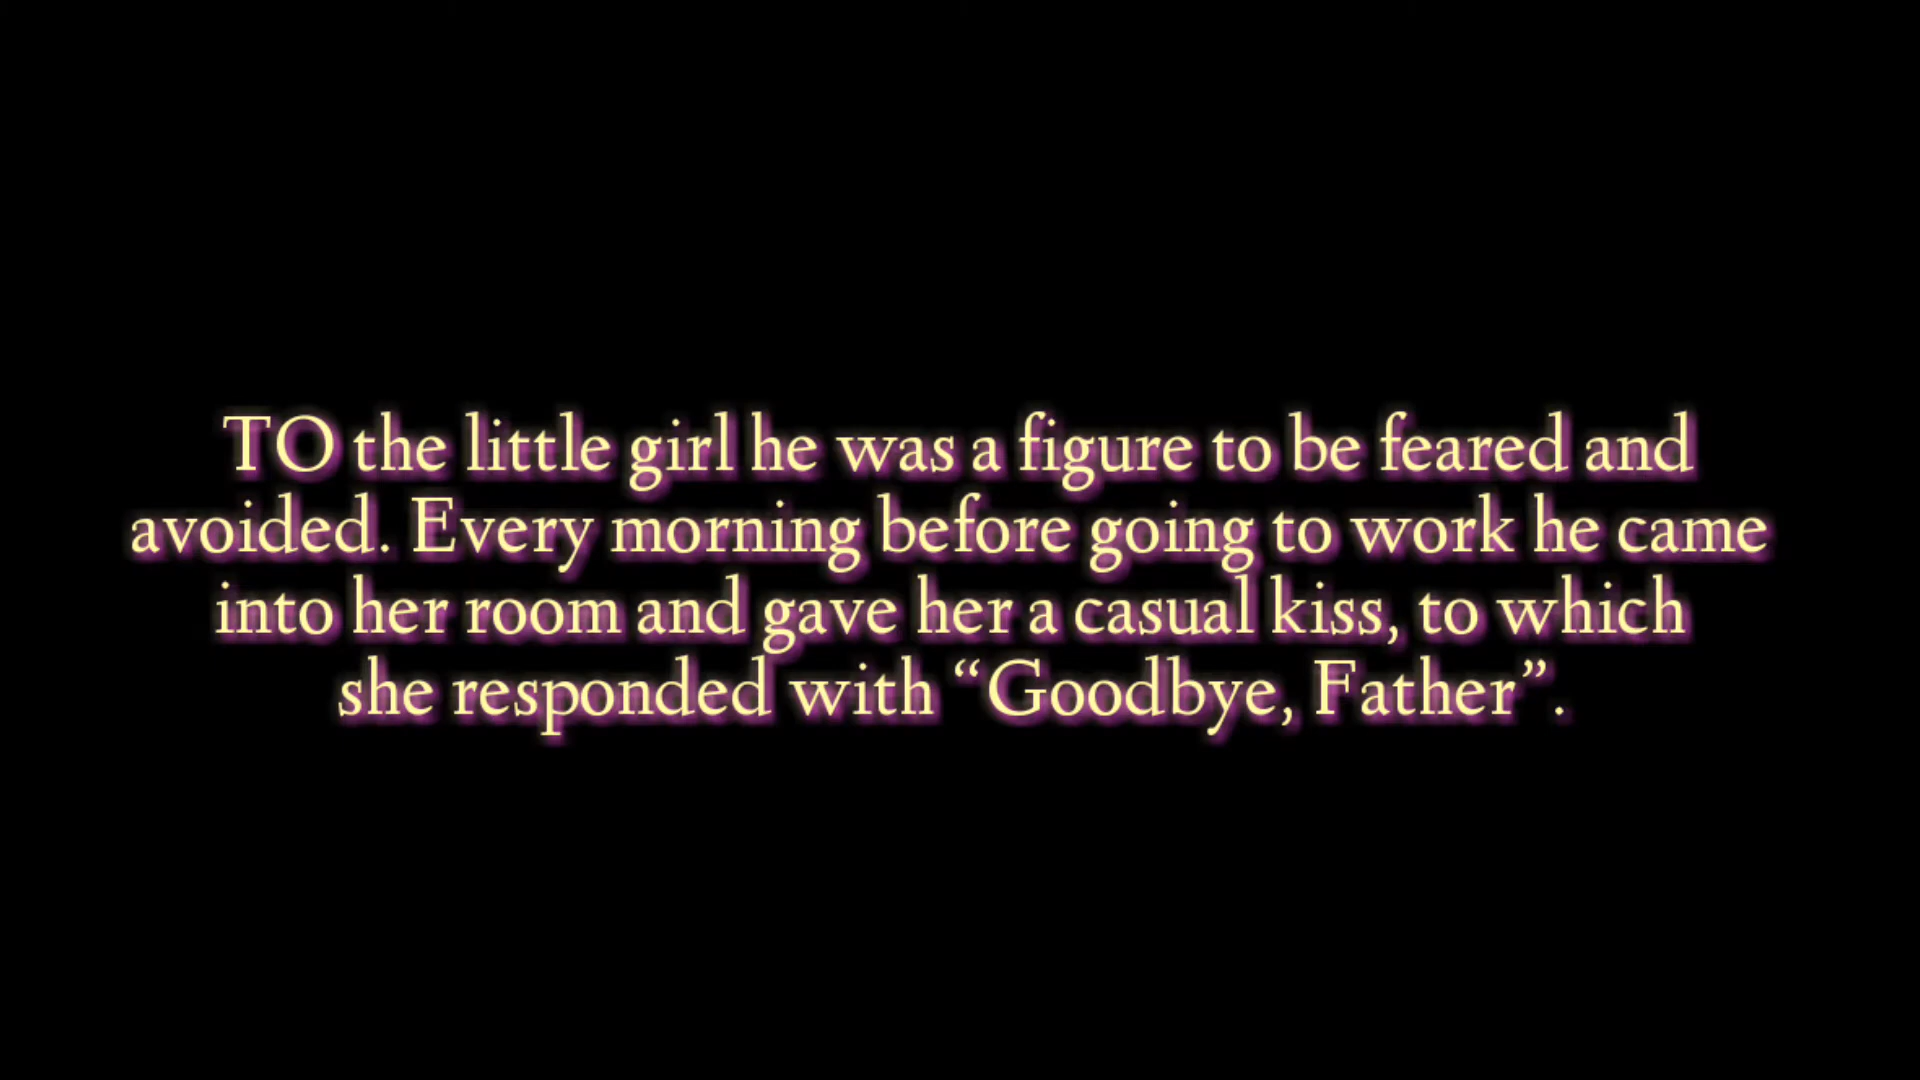 TO the little girl he was a figure to be feared and
avoided. Every morning before going to work he came
into her room and gave her a casual kiss, to which
she responded with “Goodbye, Father”.